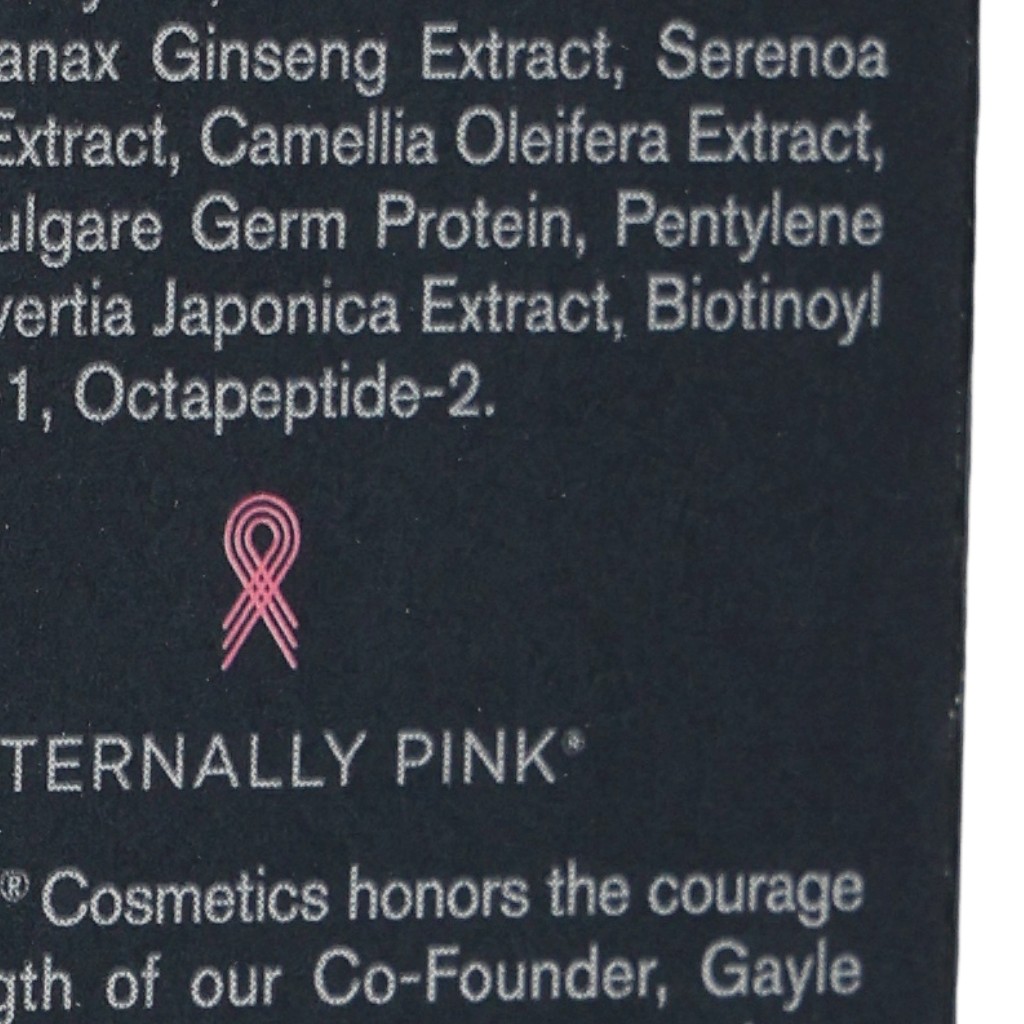 anax Ginseng Extract, Serenoa
Extract, Camellia Oleifera Extract,
ulgare Germ Protein, Pentylene
vertia Japonica Extract, Biotinoyl
1, Octapeptide-2.
TERNALLY PINK®
® Cosmetics honors the courage
gth of our Co-Founder, Gayle